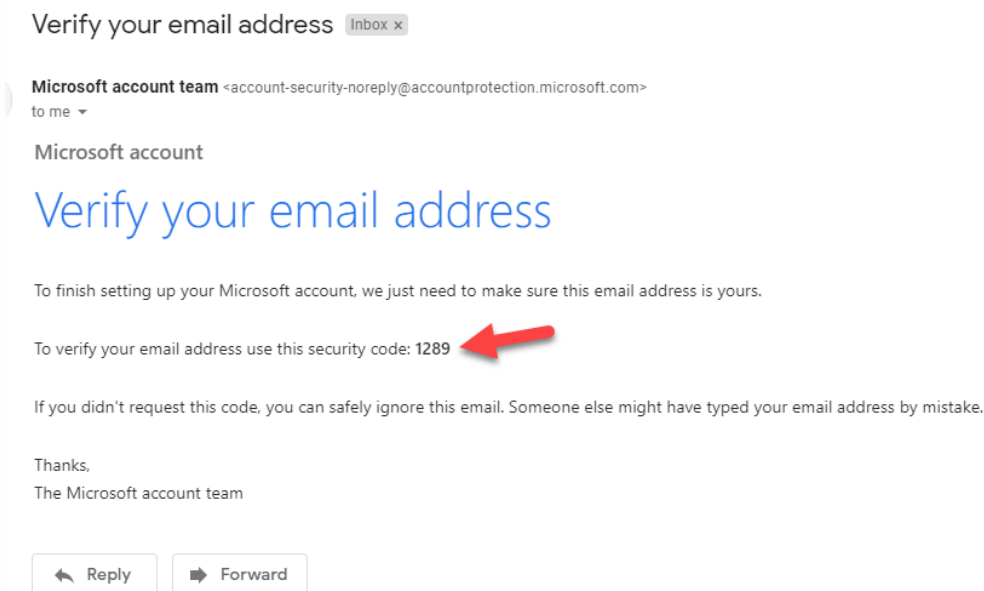 Verify your email address Inbox x
Microsoft account team <account-security-noreply@accountprotection.microsoft.com>
to me
Microsoft account
Verify your email address
To finish setting up your Microsoft account, we just need to make sure this email address is yours.
To verify your email address use this security code: 1289
If you didn't request this code, you can safely ignore this email. Someone else might have typed your email address by mistake.
Thanks,
The Microsoft account team
Reply Forward